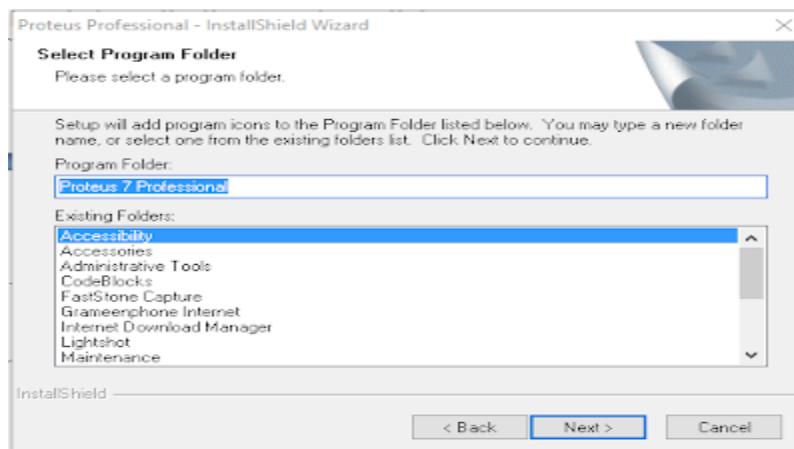 Proteus Professional - InstallShield Wizard
Select Program Folder
Please select a program folder.
Setup will add program icons to the Program Folder listed below. You may type a new folder
name, or select one from the existing folders list. Click Next to continue.
Program Folder:
Proteus 7 Professional
Existing Folders:
Accessibility
Accessories
Administrative Tools
CodeBlocks
FastStone Capture
Grameenphone Internet
Internet Download Manager
Lightshot
Maintenance
InstallShield
< Back Next > Cancel